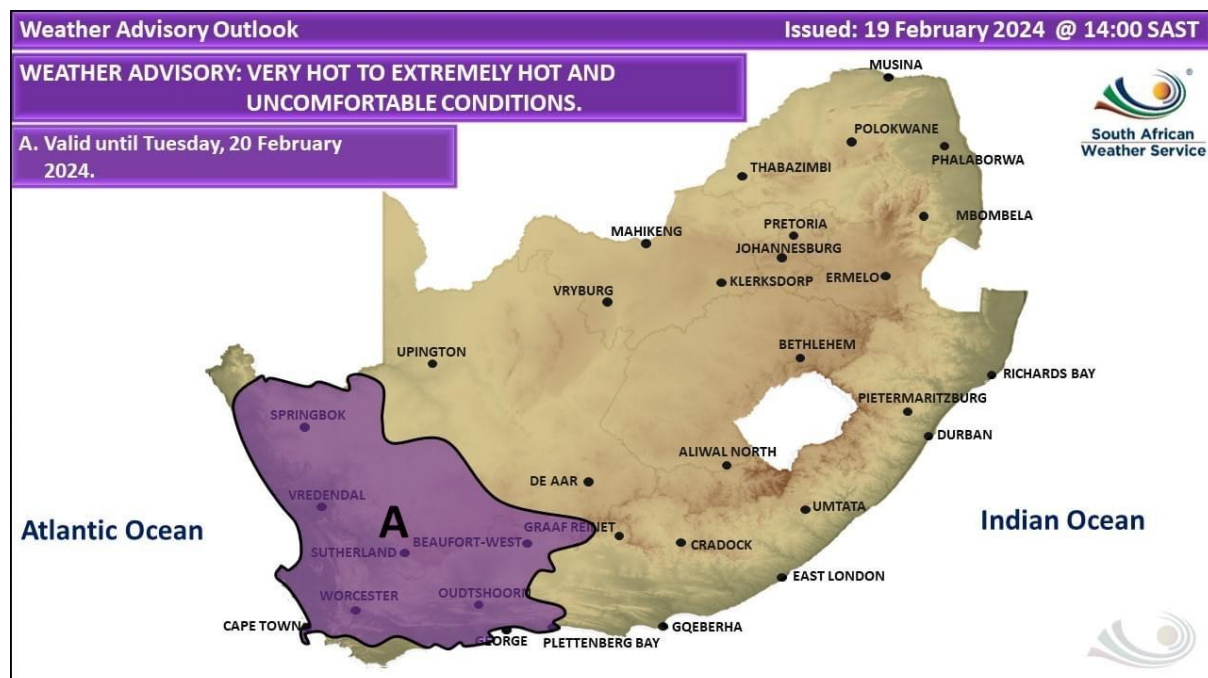 Weather Advisory Outlook
Issued: 19 February 2024 @ 14:00 SAST
WEATHER ADVISORY: VERY HOT TO EXTREMELY HOT AND
UNCOMFORTABLE CONDITIONS.
A. Valid until Tuesday, 20 February
2024.
South African
Weather Service
MUSINA
POLOKWANE
PHALABORWA
THABAZIMBI
MBOMBELA
PRETORIA
MAHIKENG
JOHANNESBURG
KLERKSDORP
ERMELO
VRYBURG
BETHLEHEM
UPINGTON
RICHARDS BAY
PIETERMARITZBURG
SPRINGBOK
DURBAN
ALIWAL NORTH
DE AAR
VREDENDAL
UMTATA
A
Atlantic Ocean
Indian Ocean
GRAAF REINET
BEAUFORT-WEST
SUTHERLAND
CRADOCK
EAST LONDON
OUDTSHOORN
WORCESTER
CAPE TOWN
GEORGE
PLETTENBERG BAY
GQEBERHA